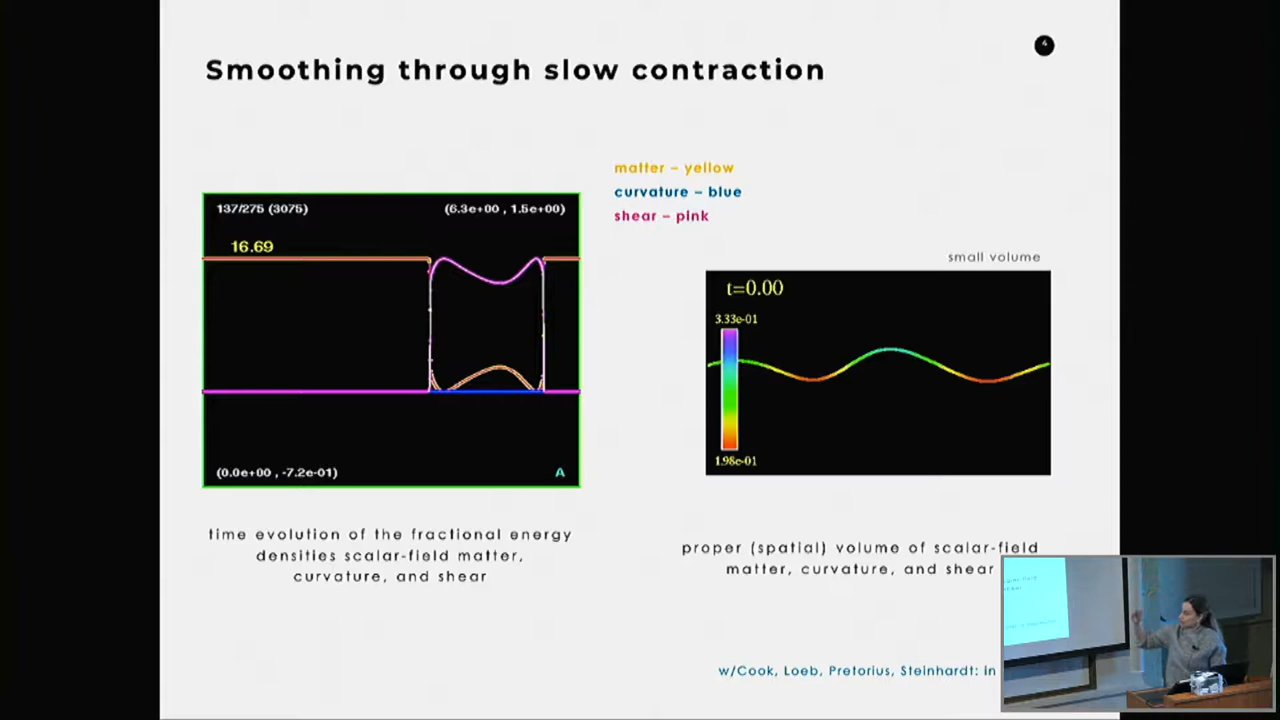 4
Smoothing through slow contraction
matter – yellow
curvature – blue
shear – pink
137/275 (3075)
(6.3e+00 , 1.5e+00)
16.69
(0.0e+00 , -7.2e-01)
A
small volume
t=0.00
3.33e-01
1.98e-01
time evolution of the fractional energy
densities scalar-field matter,
curvature, and shear
proper (spatial) volume of scalar-field
matter, curvature, and shear
w/Cook, Loeb, Pretorius, Steinhardt: in